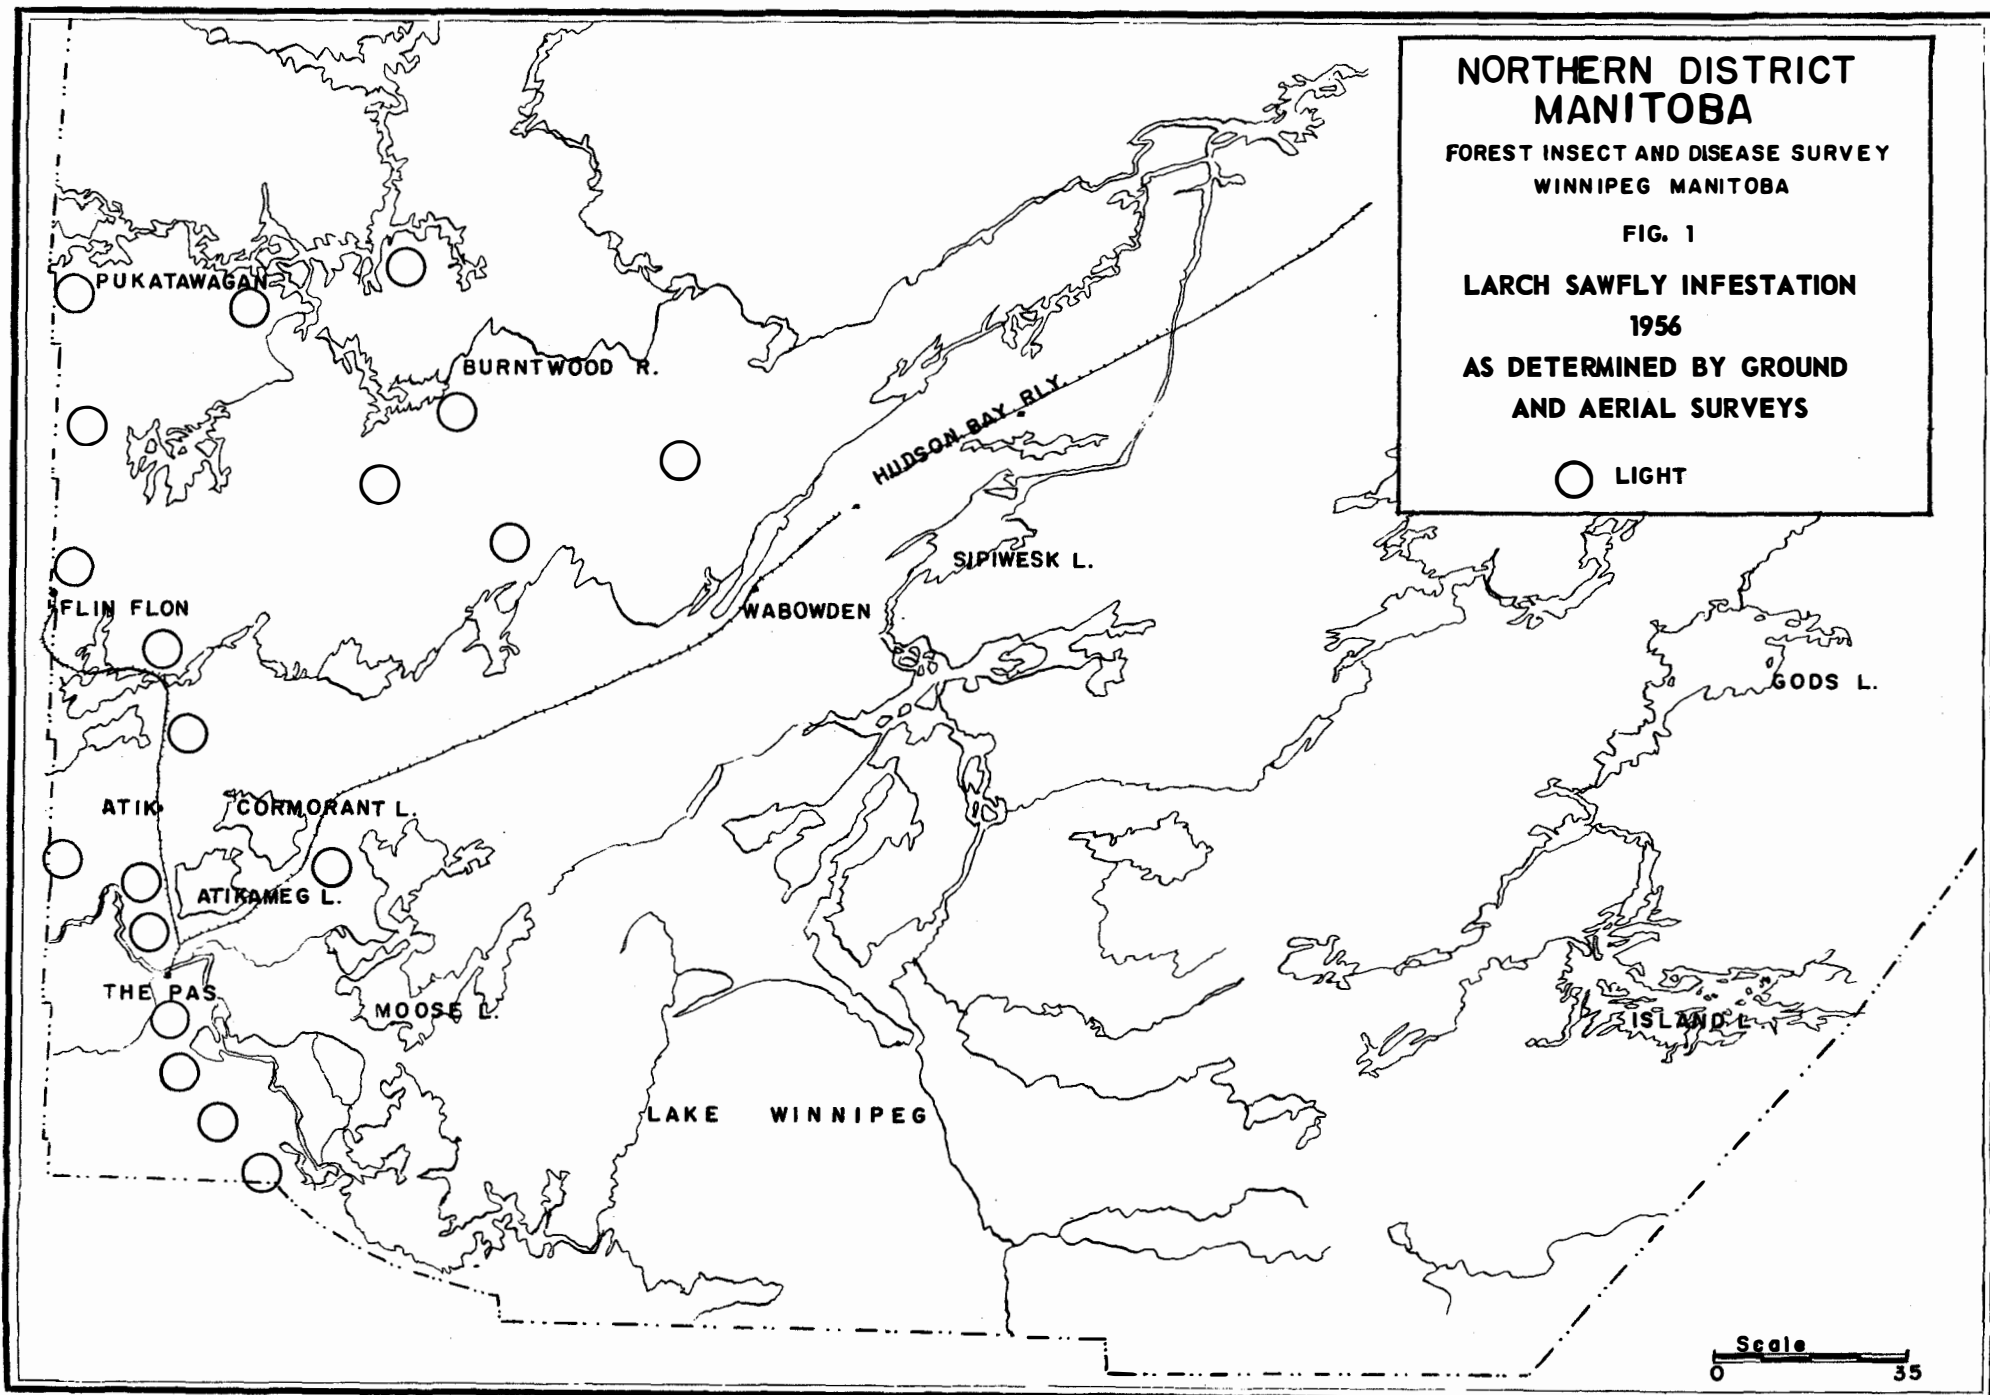 NORTHERN DISTRICT
MANITOBA
FOREST INSECT AND DISEASE SURVEY
WINNIPEG MANITOBA
FIG. 1
LARCH SAWFLY INFESTATION
1956
AS DETERMINED BY GROUND
AND AERIAL SURVEYS
LIGHT
PUKATAWAGAN
BURNTWOOD R.
HUDSON BAY RLY.
SIPIWESK L.
FLIN FLON
WABOWDEN
GODS L.
ATIK
CORMORANT L.
ATIKAMEG L.
THE PAS
MOOSE L.
ISLAND L.
LAKE WINNIPEG
Scale
0 35